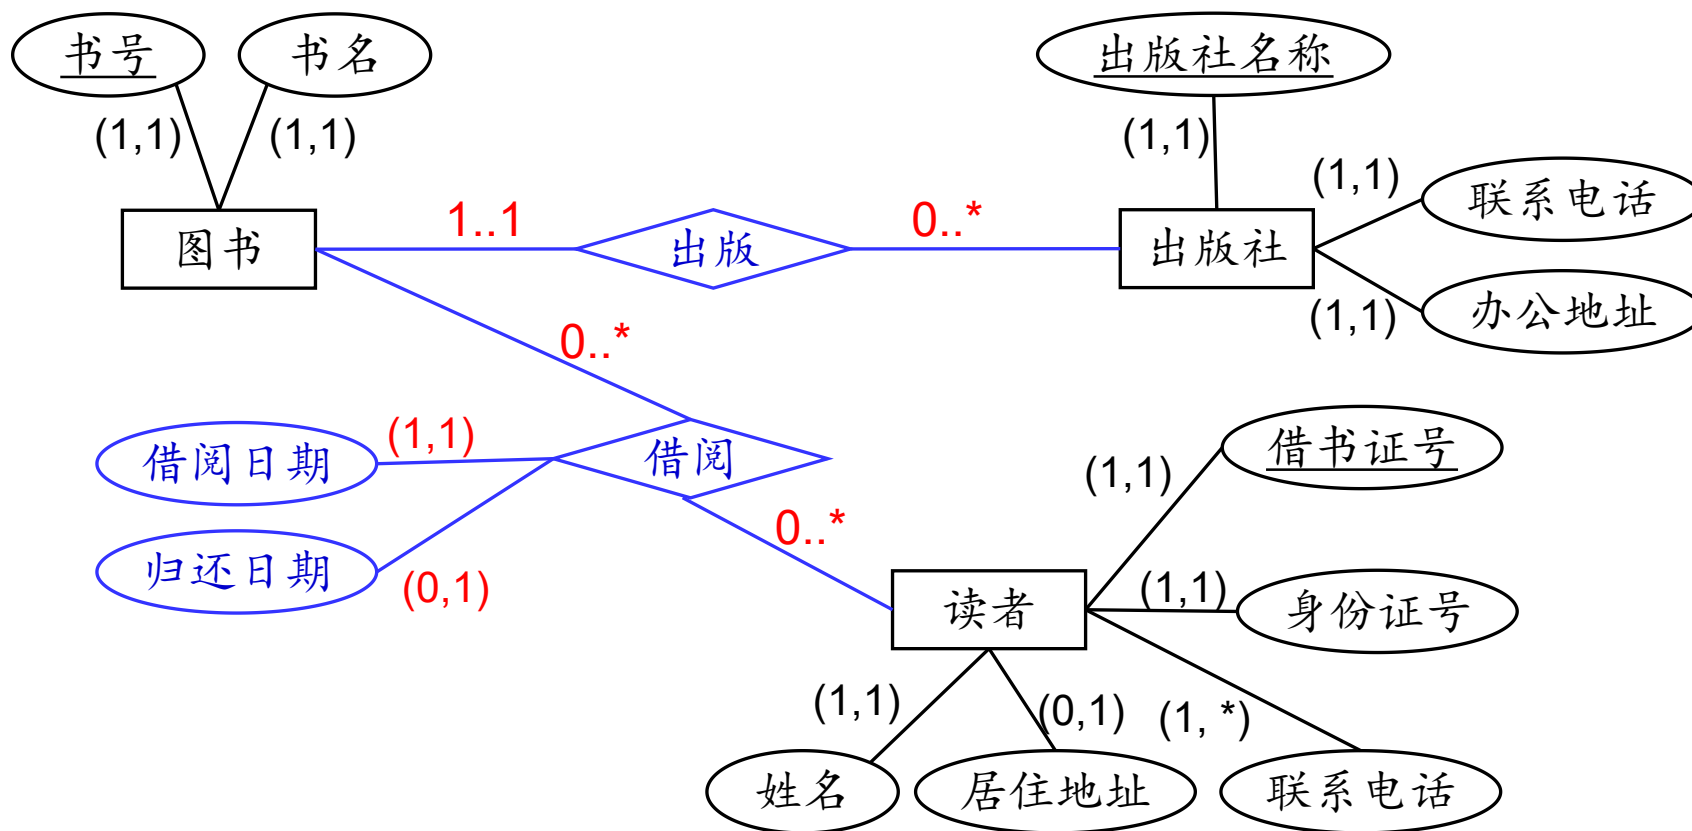 书号
书名
出版社名称
(1,1)
(1,1)
(1,1)
(1,1)
联系电话
图书
1..1
出版
0..*
出版社
(1,1)
办公地址
0..*
借阅日期
(1,1)
借阅
借书证号
(1,1)
0..*
归还日期
(0,1)
读者
(1,1)
身份证号
(1,1)
(0,1)
(1, *)
姓名
居住地址
联系电话